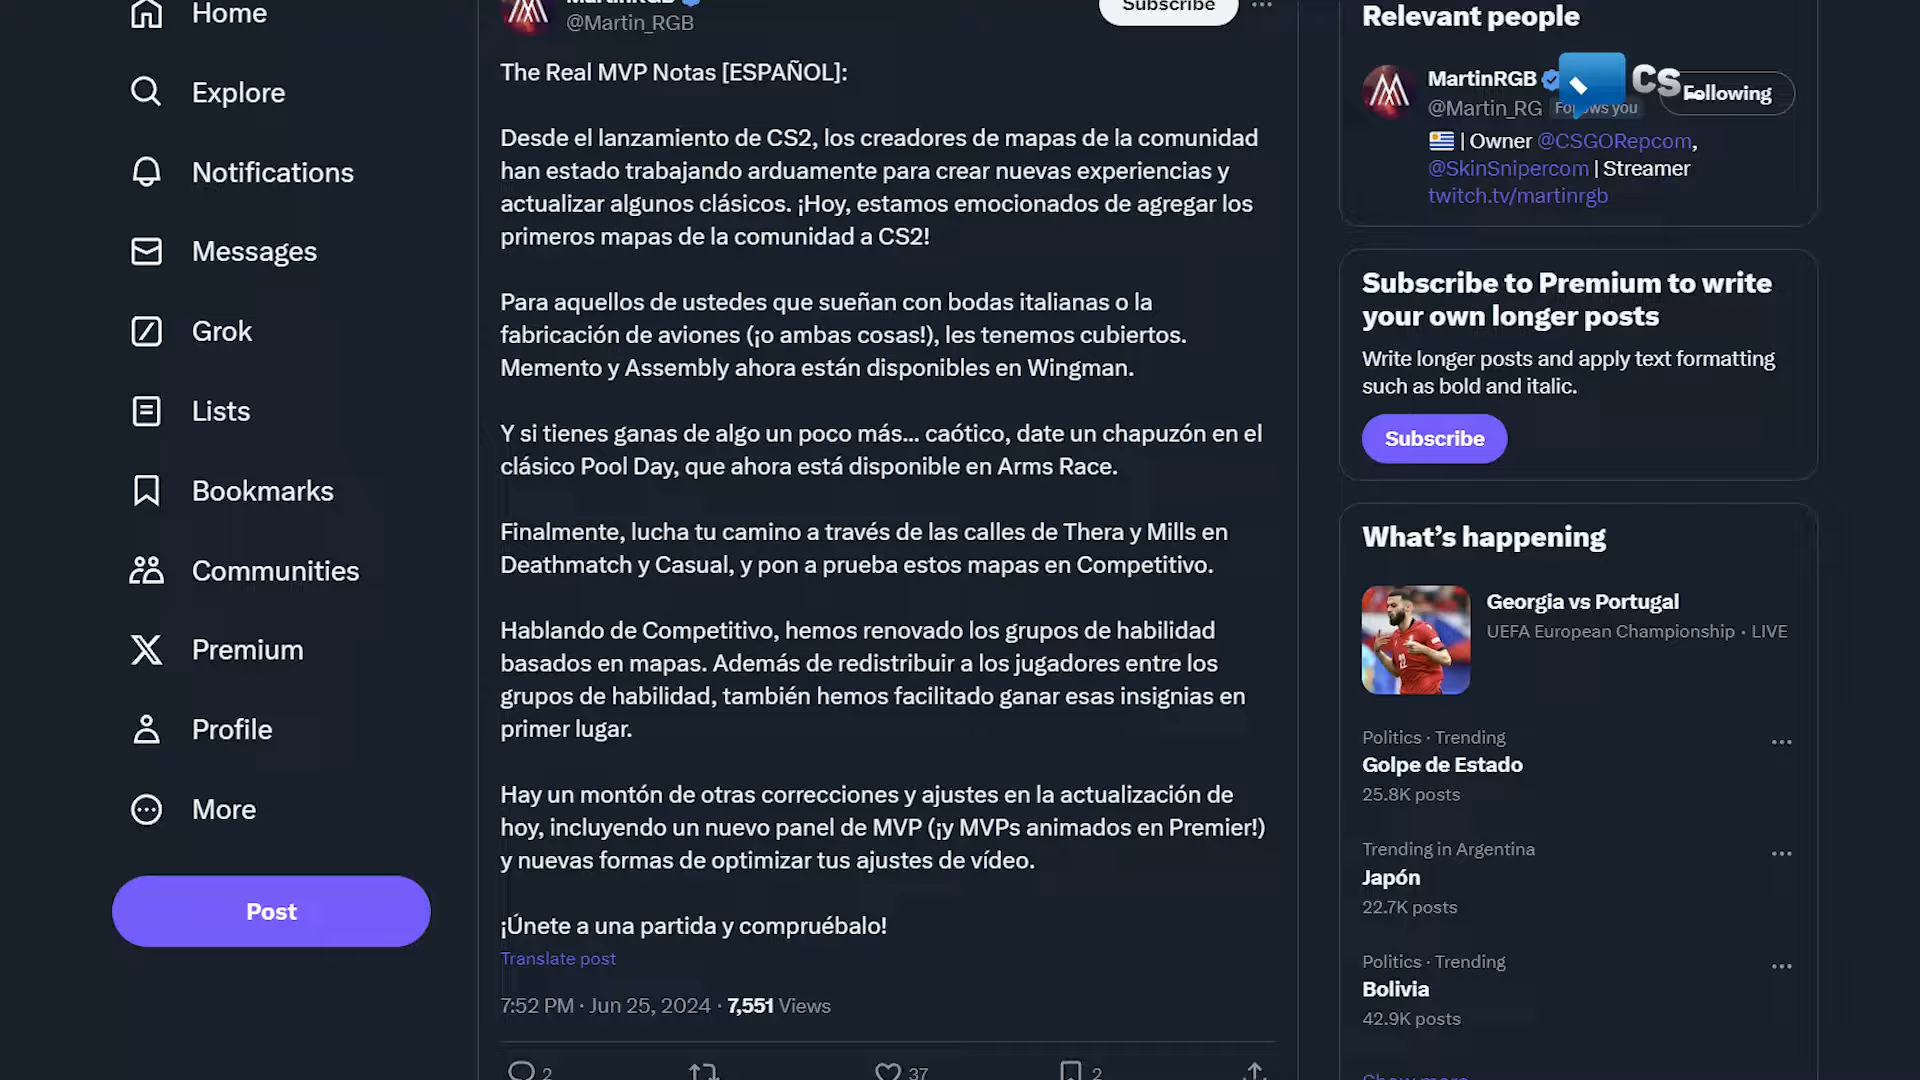 Home
Explore
Notifications
Messages
Grok
Lists
Bookmarks
Communities
Premium
Profile
More
Post
MartinRGB
@Martin_RGB
Subscribe
The Real MVP Notas [ESPAÑOL]:
Desde el lanzamiento de CS2, los creadores de mapas de la comunidad
han estado trabajando arduamente para crear nuevas experiencias y
actualizar algunos clásicos. ¡Hoy, estamos emocionados de agregar los
primeros mapas de la comunidad a CS2!
Para aquellos de ustedes que sueñan con bodas italianas o la
fabricación de aviones (¡o ambas cosas!), les tenemos cubiertos.
Memento y Assembly ahora están disponibles en Wingman.
Y si tienes ganas de algo un poco más... caótico, date un chapuzón en el
clásico Pool Day, que ahora está disponible en Arms Race.
Finalmente, lucha tu camino a través de las calles de Thera y Mills en
Deathmatch y Casual, y pon a prueba estos mapas en Competitivo.
Hablando de Competitivo, hemos renovado los grupos de habilidad
basados en mapas. Además de redistribuir a los jugadores entre los
grupos de habilidad, también hemos facilitado ganar esas insignias en
primer lugar.
Hay un montón de otras correcciones y ajustes en la actualización de
hoy, incluyendo un nuevo panel de MVP (¡y MVPs animados en Premier!)
y nuevas formas de optimizar tus ajustes de vídeo.
¡Únete a una partida y compruébalo!
Translate post
7:52 PM · Jun 25, 2024 · 7,551 Views
2
37
2
Relevant people
MartinRGB
Cs_
Following
@Martin_RG
Follows you
| Owner @CSGORepcom,
@SkinSnipercom | Streamer
twitch.tv/martinrgb
Subscribe to Premium to write
your own longer posts
Write longer posts and apply text formatting
such as bold and italic.
Subscribe
What's happening
Georgia vs Portugal
UEFA European Championship · LIVE
Politics · Trending
Golpe de Estado
25.8K posts
Trending in Argentina
Japón
22.7K posts
Politics · Trending
Bolivia
42.9K posts
Show more